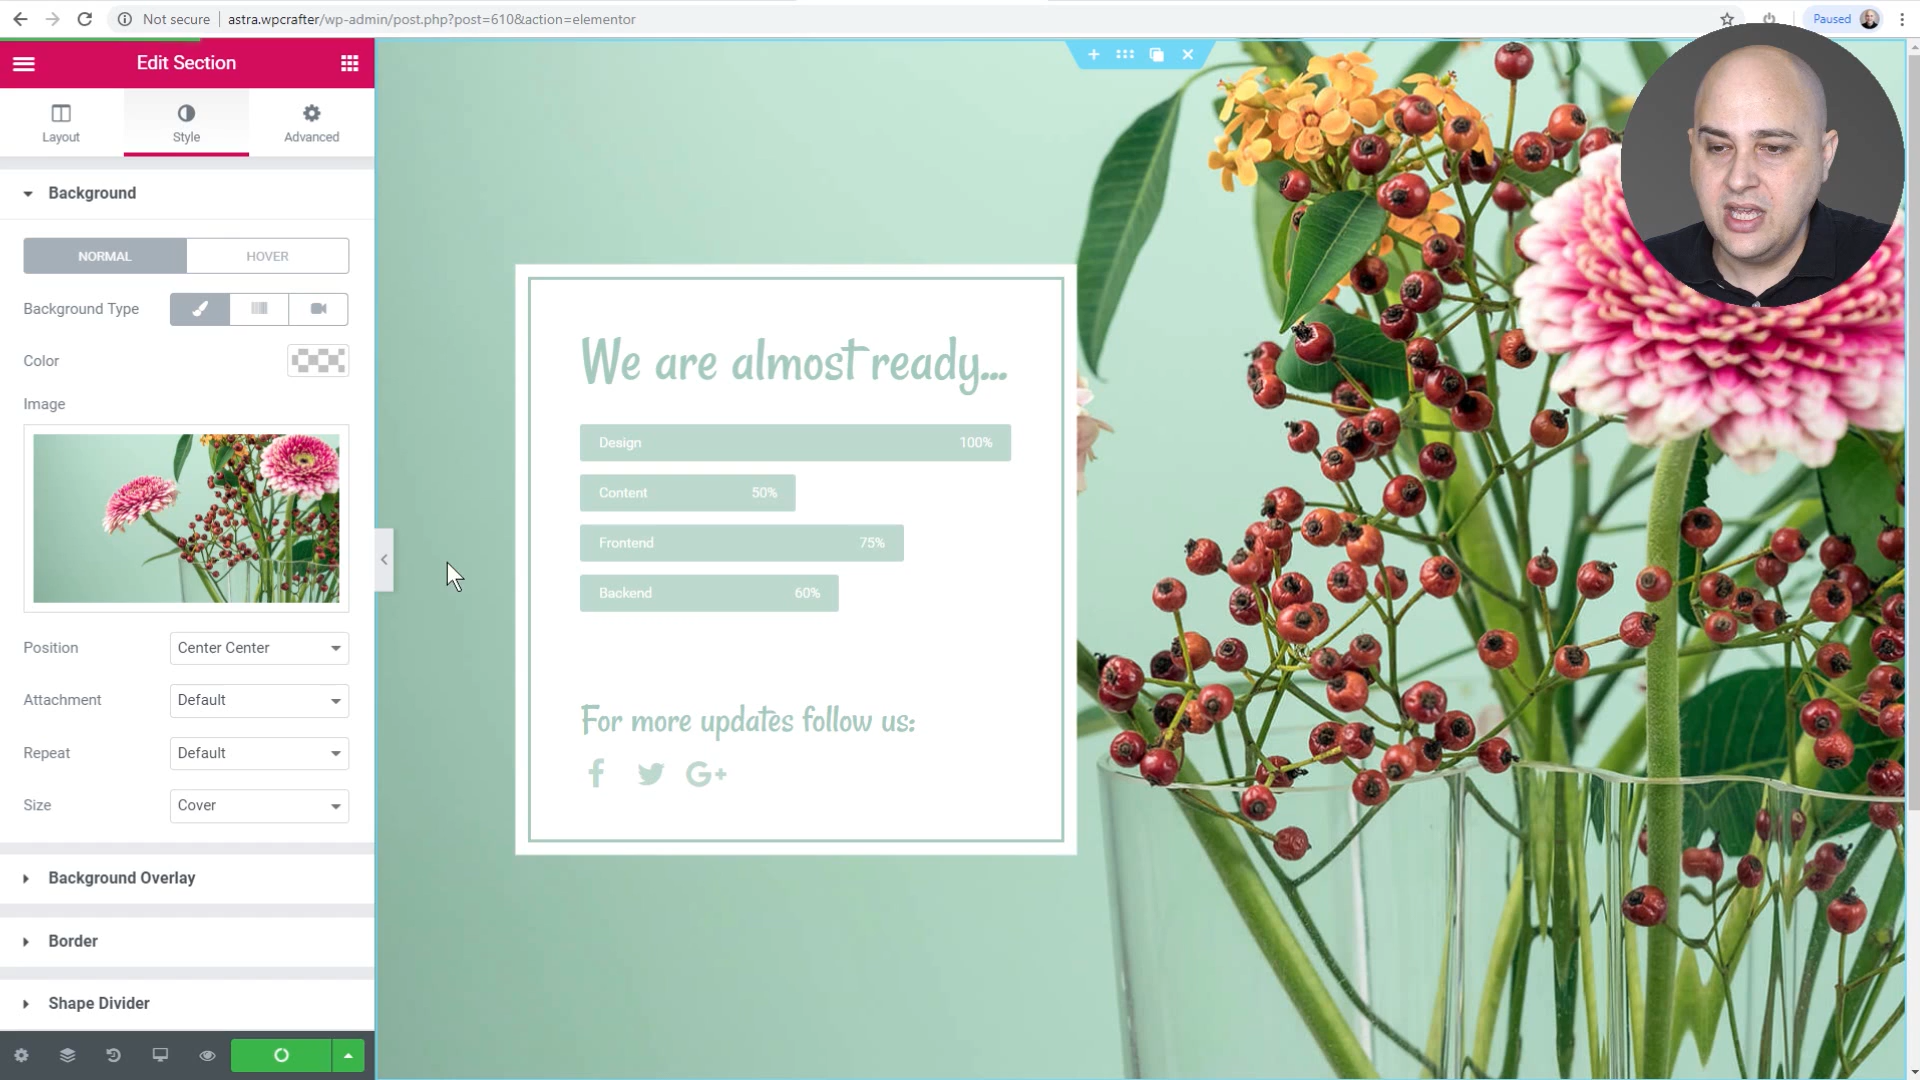 Not secure
astra.wpcrafter/wp-admin/post.php?post=610&action=elementor
Paused
Edit Section
Layout
Style
Advanced
Background
NORMAL
HOVER
Background Type
Color
Image
Position
Center Center
Attachment
Default
Repeat
Default
Size
Cover
Background Overlay
Border
Shape Divider
We are almost ready...
Design 100%
Content 50%
Frontend 75%
Backend 60%
For more updates follow us:
G+